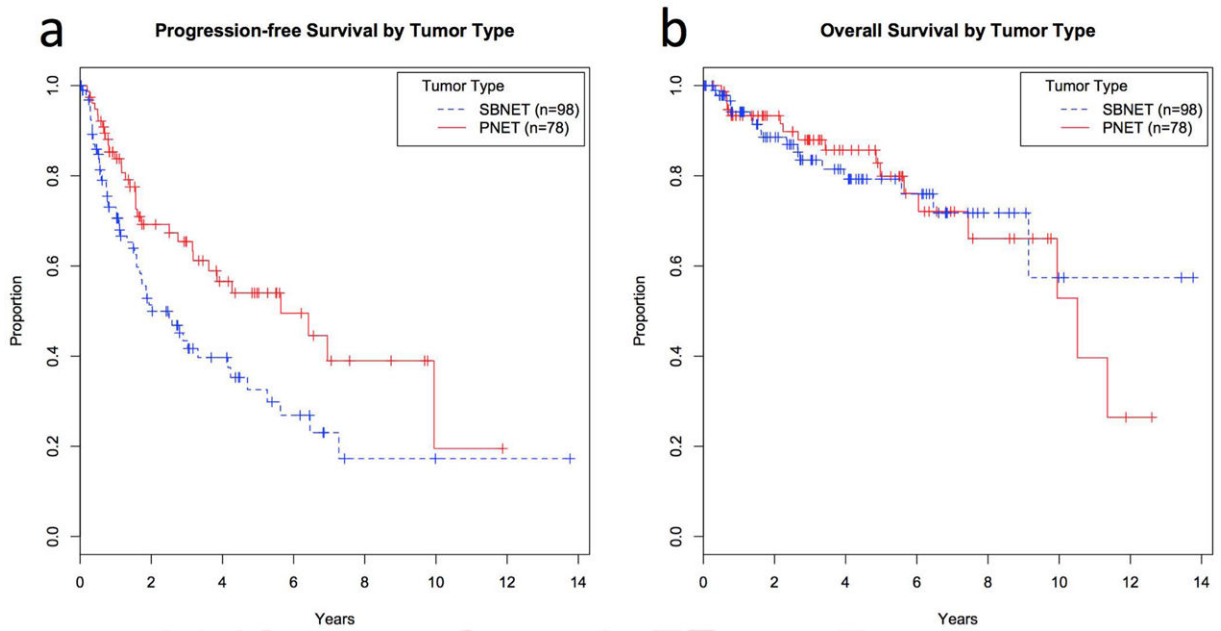 a
Progression-free Survival by Tumor Type
Tumor Type
SBNET (n=98)
PNET (n=78)
Proportion
1.0
0.8
0.6
0.4
0.2
0.0
0 2 4 6 8 10 12 14
Years
b
Overall Survival by Tumor Type
Tumor Type
SBNET (n=98)
PNET (n=78)
Proportion
1.0
0.8
0.6
0.4
0.2
0.0
0 2 4 6 8 10 12 14
Years